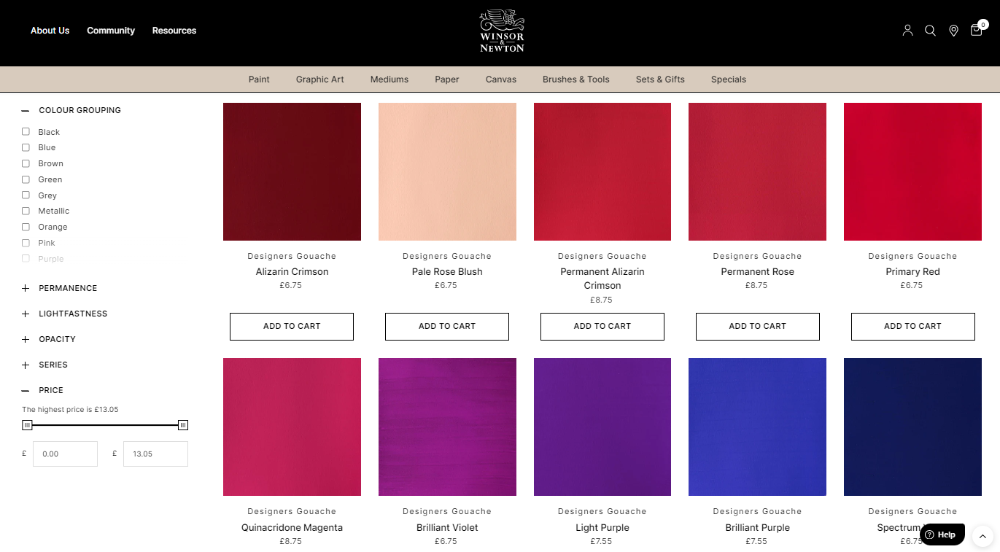 About Us
Community
Resources
WINSOR
&
NEWTON
0
Paint
Graphic Art
Mediums
Paper
Canvas
Brushes & Tools
Sets & Gifts
Specials
COLOUR GROUPING
Black
Blue
Brown
Green
Grey
Metallic
Orange
Pink
Purple
PERMANENCE
LIGHTFASTNESS
OPACITY
SERIES
PRICE
The highest price is £13.05
£ 0.00
£ 13.05
Designers Gouache
Alizarin Crimson
£6.75
ADD TO CART
Designers Gouache
Pale Rose Blush
£6.75
ADD TO CART
Designers Gouache
Permanent Alizarin
Crimson
£8.75
ADD TO CART
Designers Gouache
Permanent Rose
£8.75
ADD TO CART
Designers Gouache
Primary Red
£6.75
ADD TO CART
Designers Gouache
Quinacridone Magenta
£8.75
Designers Gouache
Brilliant Violet
£6.75
Designers Gouache
Light Purple
£7.55
Designers Gouache
Brilliant Purple
£7.55
Designers Gouache
Spectrum
£6.75
Help